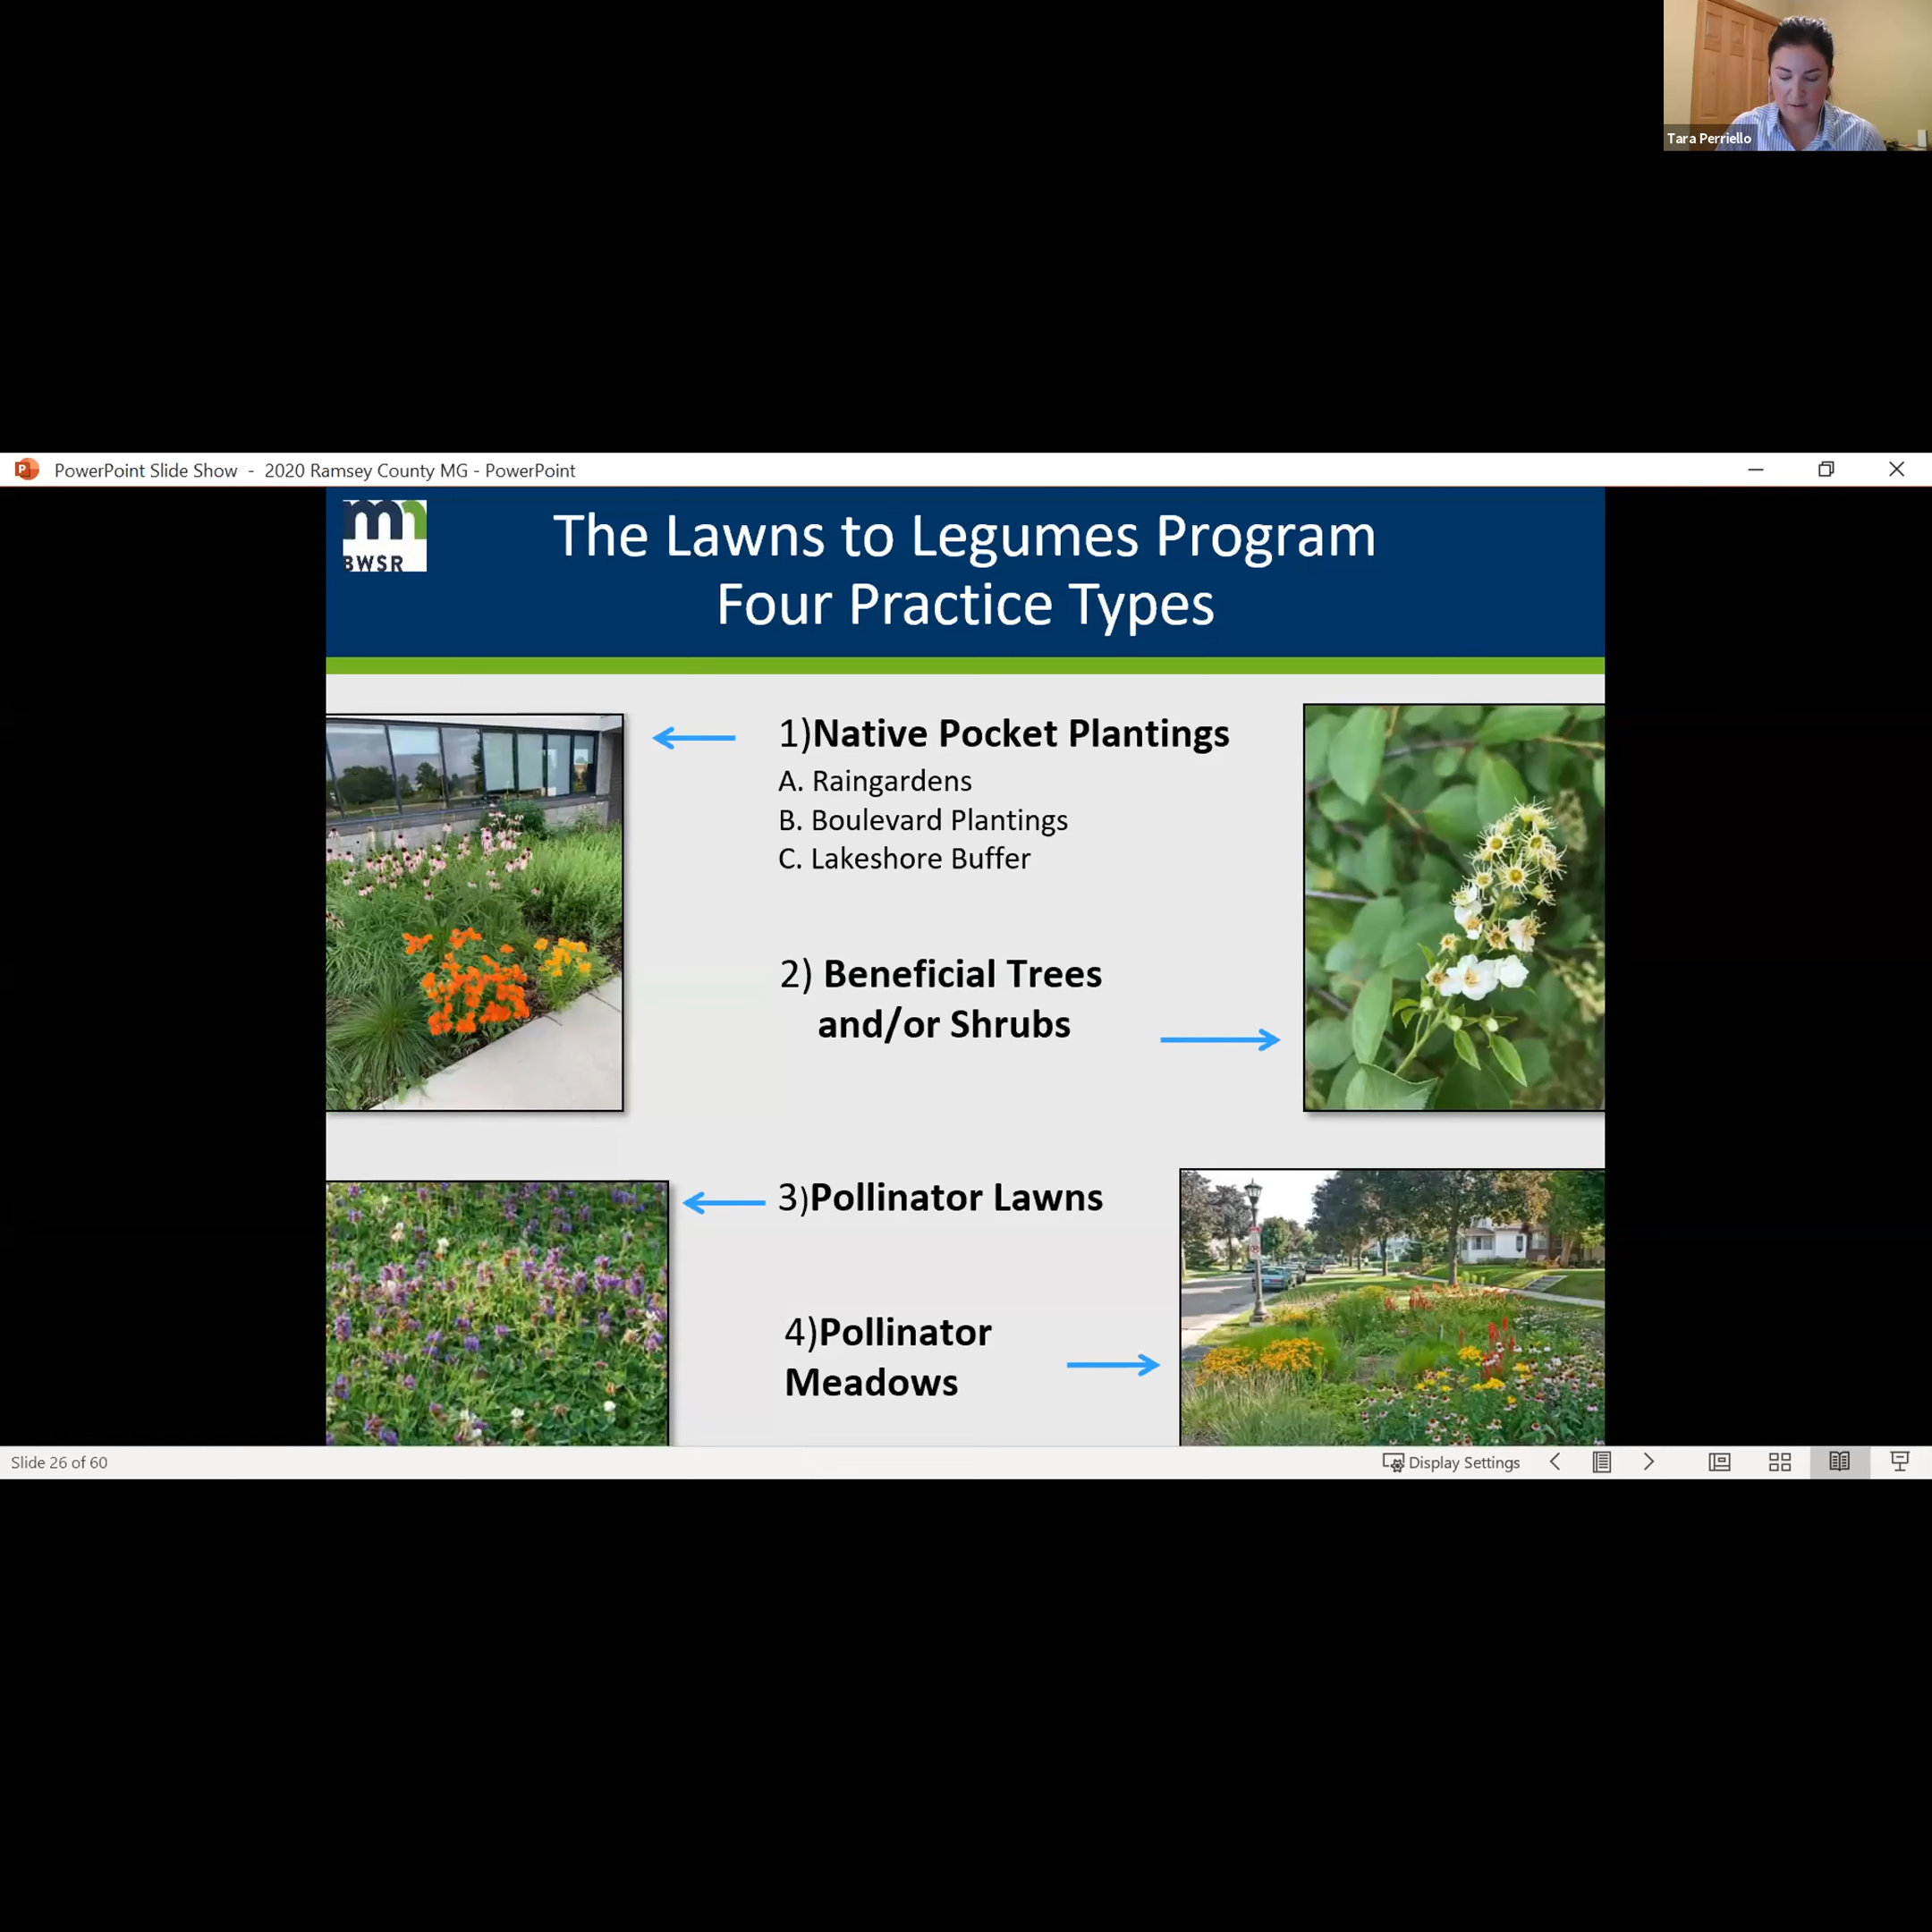 Tara Perriello
PowerPoint Slide Show - 2020 Ramsey County MG - PowerPoint
mn
BWSR
The Lawns to Legumes Program
Four Practice Types
1)Native Pocket Plantings
A. Raingardens
B. Boulevard Plantings
C. Lakeshore Buffer
2) Beneficial Trees
and/or Shrubs
3)Pollinator Lawns
4)Pollinator
Meadows
Slide 26 of 60
Display Settings